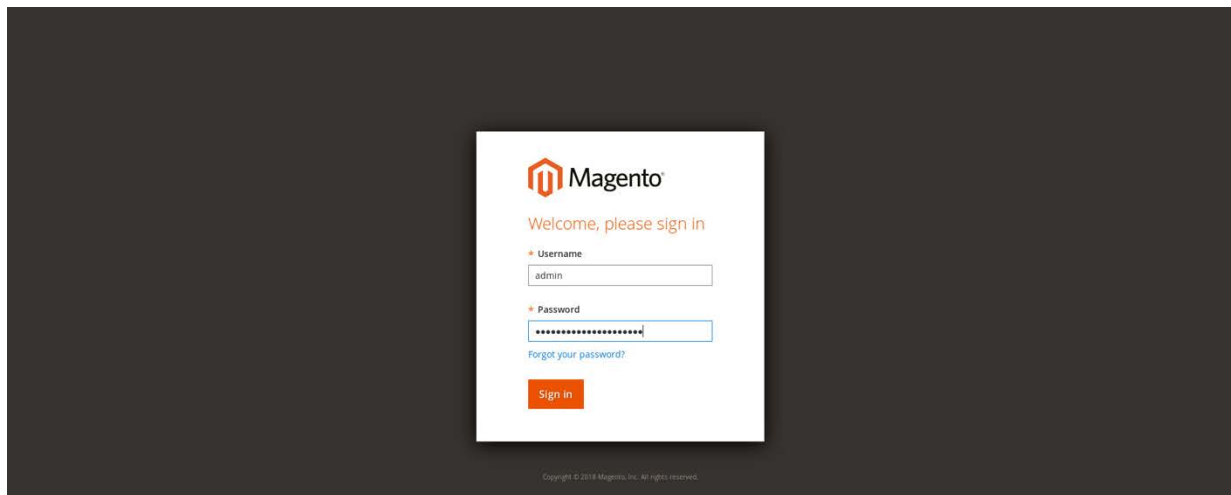 Magento®
Welcome, please sign in
* Username
admin
* Password
•••••••••••••••••••••
Forgot your password?
Sign in
Copyright © 2018 Magento, Inc. All rights reserved.